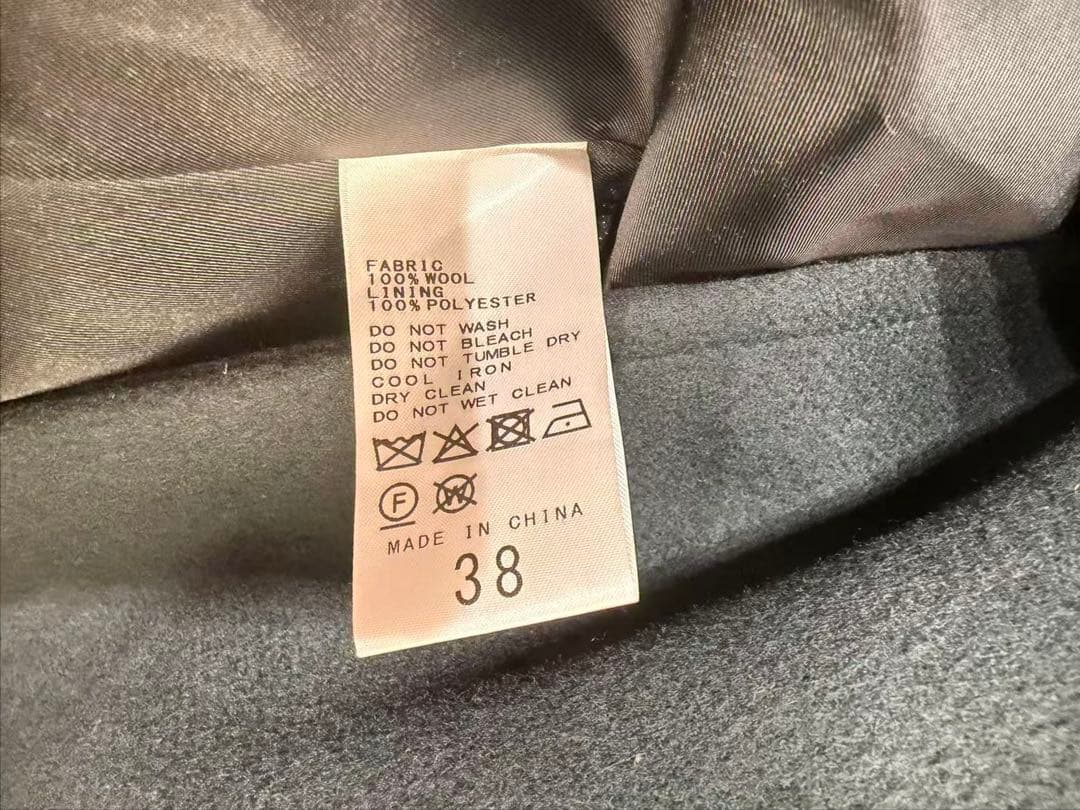 FABRIC
100% WOOL
LINING
100% POLYESTER
DO NOT WASH
DO NOT BLEACH
DO NOT TUMBLE DRY
COOL IRON
DRY CLEAN
DO NOT WET CLEAN
F W
MADE IN CHINA
38